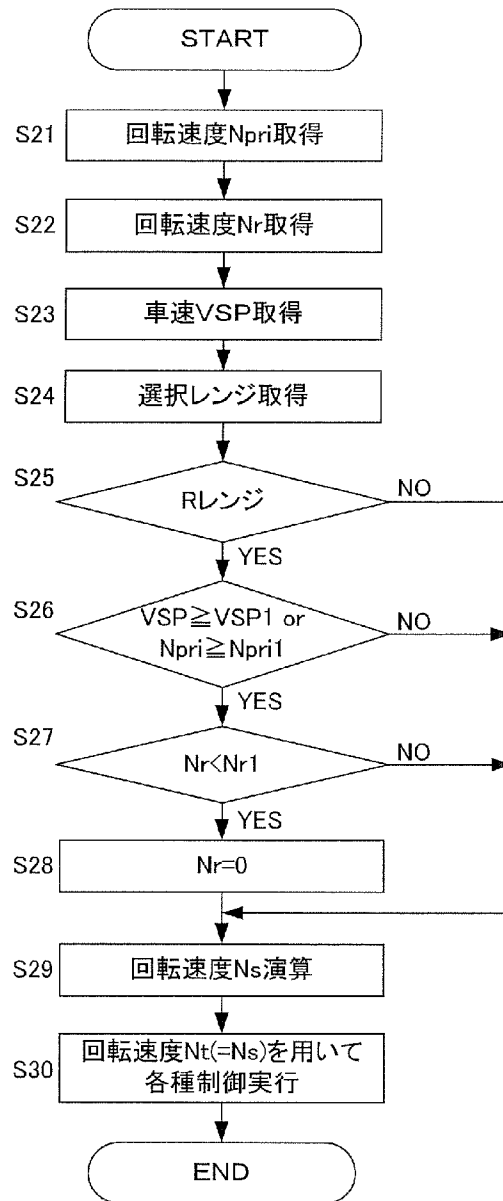 START
S21
回転速度Npri取得
S22
回転速度Nr取得
S23
車速VSP取得
S24
選択レンジ取得
S25
Rレンジ
NO
YES
S26
VSP≧VSP1 or
Npri≧Npri1
NO
YES
S27
Nr<Nr1
NO
YES
S28
Nr=0
S29
回転速度Ns演算
S30
回転速度Nt(=Ns)を用いて
各種制御実行
END